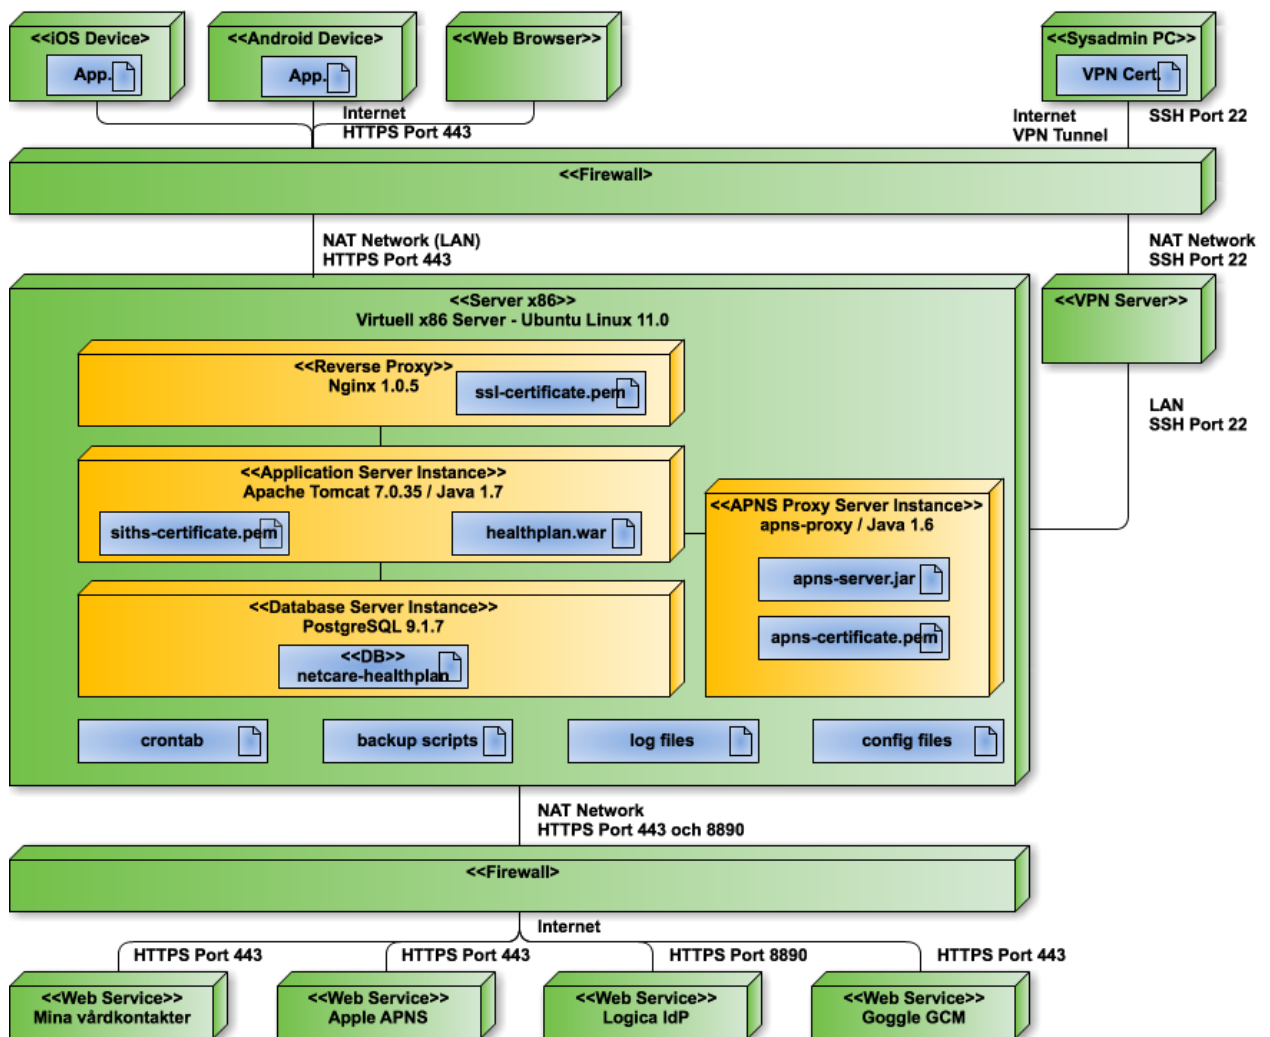 <<iOS Device>
App.
<<Android Device>
App.
<<Web Browser>>
<<Sysadmin PC>>
VPN Cert.
Internet
HTTPS Port 443
Internet
VPN Tunnel
SSH Port 22
<<Firewall>
NAT Network (LAN)
HTTPS Port 443
NAT Network
SSH Port 22
<<Server x86>>
Virtuell x86 Server - Ubuntu Linux 11.0
<<VPN Server>>
<<Reverse Proxy>>
Nginx 1.0.5
ssl-certificate.pem
LAN
SSH Port 22
<<Application Server Instance>>
Apache Tomcat 7.0.35 / Java 1.7
siths-certificate.pem
healthplan.war
<<APNS Proxy Server Instance>>
apns-proxy / Java 1.6
apns-server.jar
apns-certificate.pem
<<Database Server Instance>>
PostgreSQL 9.1.7
<<DB>>
netcare-healthplan
crontab
backup scripts
log files
config files
NAT Network
HTTPS Port 443 och 8890
<<Firewall>
Internet
HTTPS Port 443
HTTPS Port 443
HTTPS Port 8890
HTTPS Port 443
<<Web Service>>
Mina vårdkontakter
<<Web Service>>
Apple APNS
<<Web Service>>
Logica IdP
<<Web Service>>
Goggle GCM